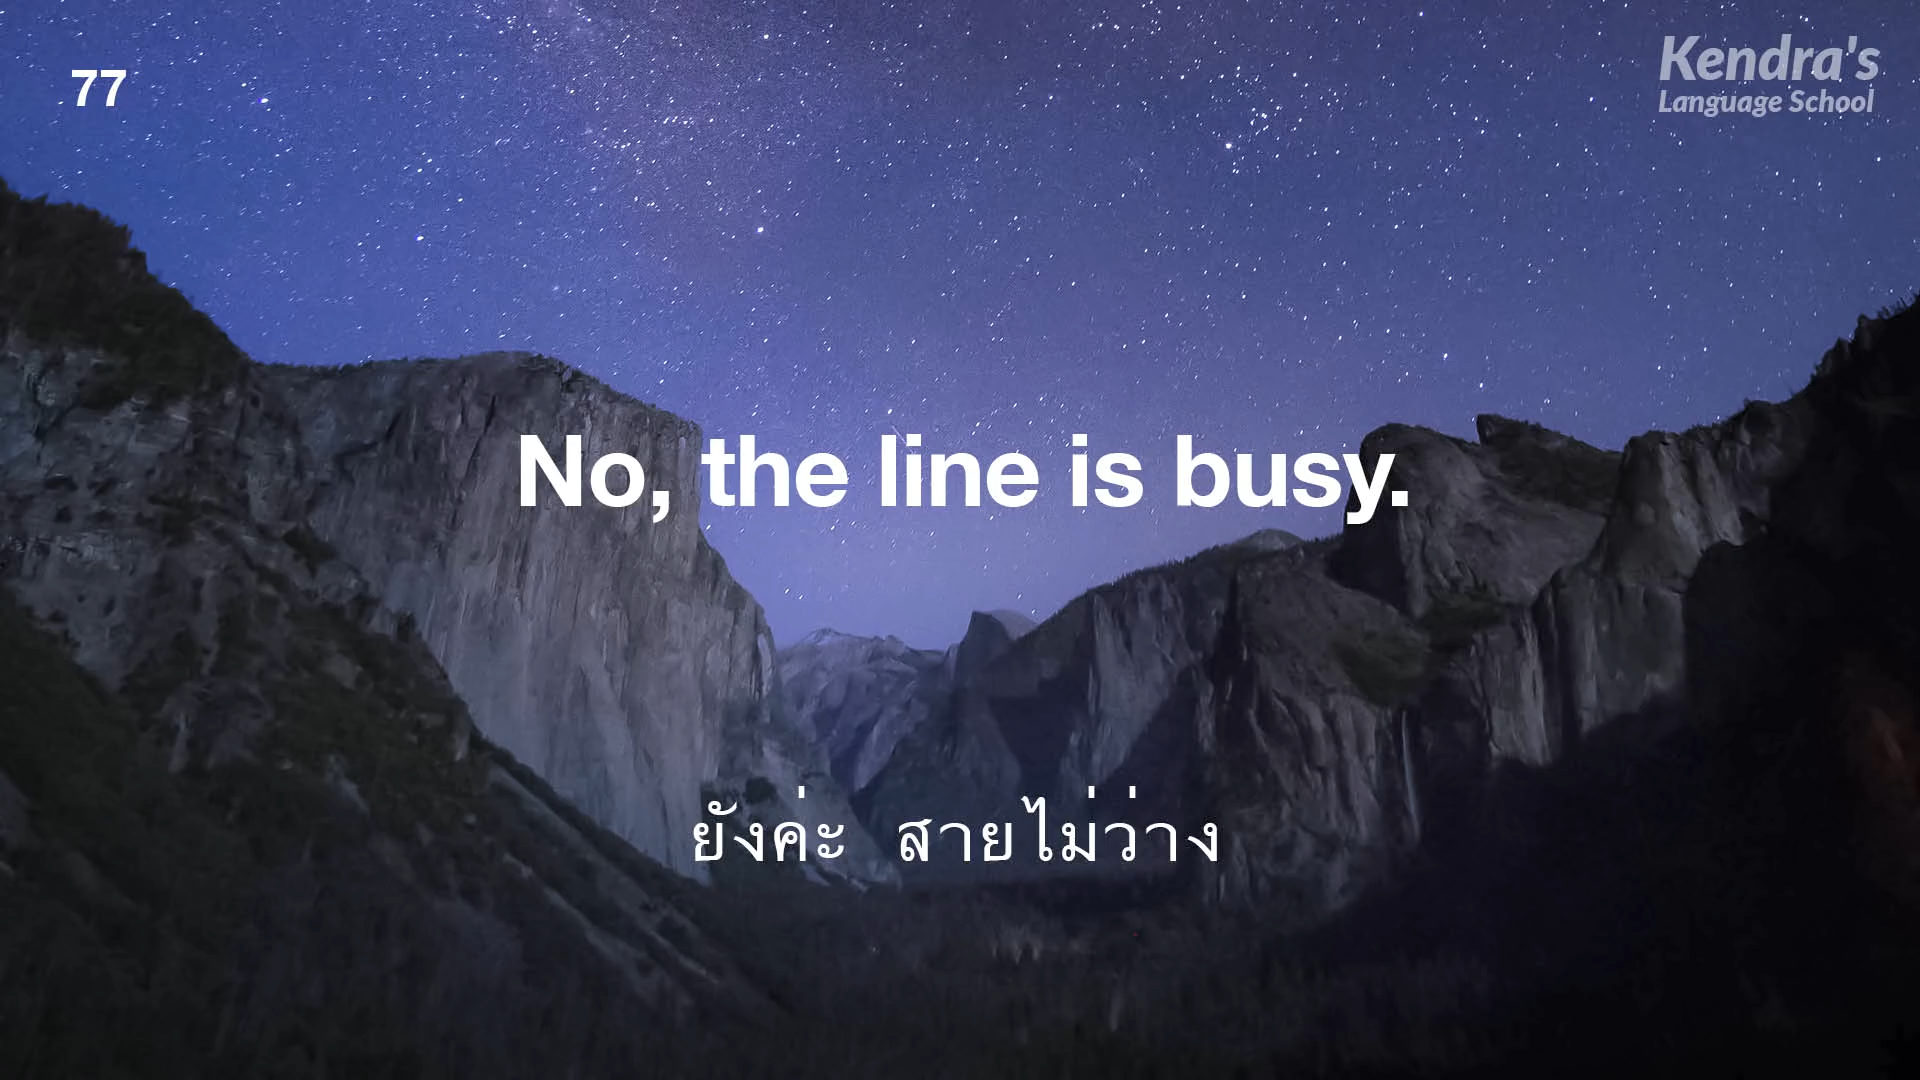 77
Kendra's
Language School
No, the line is busy.
ยังค่ะ สายไม่ว่าง